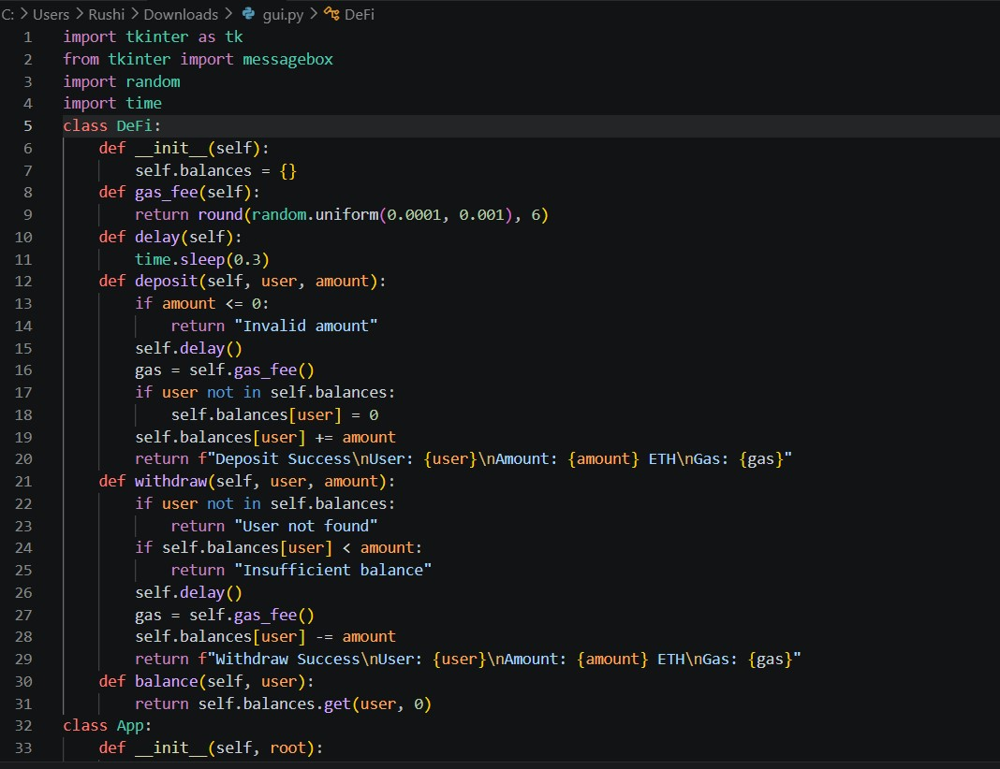 C: > Users > Rushi > Downloads > gui.py > DeFi
1 import tkinter as tk
2 from tkinter import messagebox
3 import random
4 import time
5 class DeFi:
6     def __init__(self):
7         self.balances = {}
8     def gas_fee(self):
9         return round(random.uniform(0.0001, 0.001), 6)
10     def delay(self):
11         time.sleep(0.3)
12     def deposit(self, user, amount):
13         if amount <= 0:
14             return "Invalid amount"
15         self.delay()
16         gas = self.gas_fee()
17         if user not in self.balances:
18             self.balances[user] = 0
19         self.balances[user] += amount
20         return f"Deposit Success\nUser: {user}\nAmount: {amount} ETH\nGas: {gas}"
21     def withdraw(self, user, amount):
22         if user not in self.balances:
23             return "User not found"
24         if self.balances[user] < amount:
25             return "Insufficient balance"
26         self.delay()
27         gas = self.gas_fee()
28         self.balances[user] -= amount
29         return f"Withdraw Success\nUser: {user}\nAmount: {amount} ETH\nGas: {gas}"
30     def balance(self, user):
31         return self.balances.get(user, 0)
32 class App:
33     def __init__(self, root):